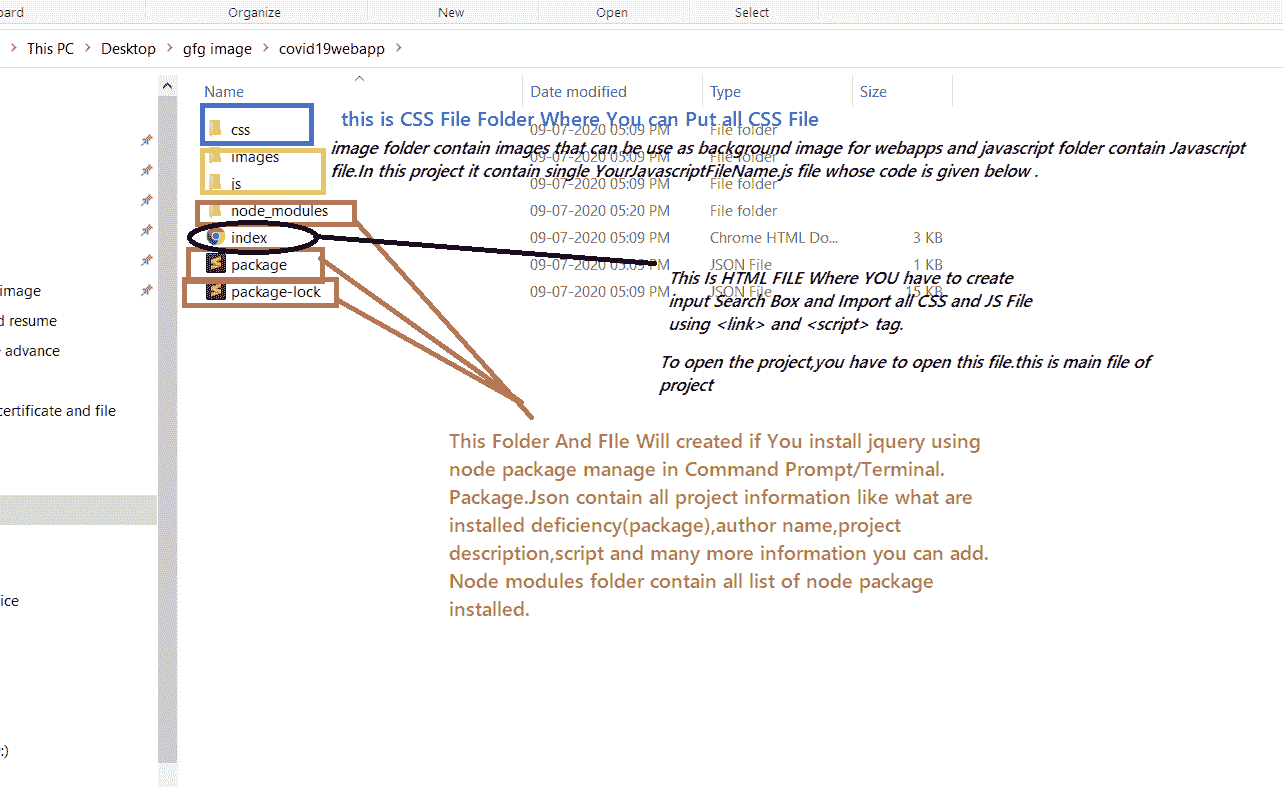 oard Organize New Open Select
This PC > Desktop > gfg image > covid19webapp >
Name Date modified Type Size
this is CSS File Folder Where You can Put all CSS File
css 09-07-2020 05:09 PM File folder
image folder contain images that can be use as background image for webapps and javascript folder contain Javascript
images 09-07-2020 05:09 PM File folder
file.In this project it contain single YourJavascriptFileName.js file whose code is given below .
js 09-07-2020 05:09 PM File folder
node_modules 09-07-2020 05:20 PM File folder
index 09-07-2020 05:09 PM Chrome HTML Do... 3 KB
package 09-07-2020 05:09 PM JSON File 1 KB
This Is HTML FILE Where YOU have to create
package-lock 09-07-2020 05:09 PM JSON File 15 KB
input Search Box and Import all CSS and JS File
using <link> and <script> tag.
To open the project,you have to open this file.this is main file of
project
image
d resume
advance
certificate and file
This Folder And FIle Will created if You install jquery using
node package manage in Command Prompt/Terminal.
Package.Json contain all project information like what are
installed deficiency(package),author name,project
description,script and many more information you can add.
Node modules folder contain all list of node package
installed.
ice
:)